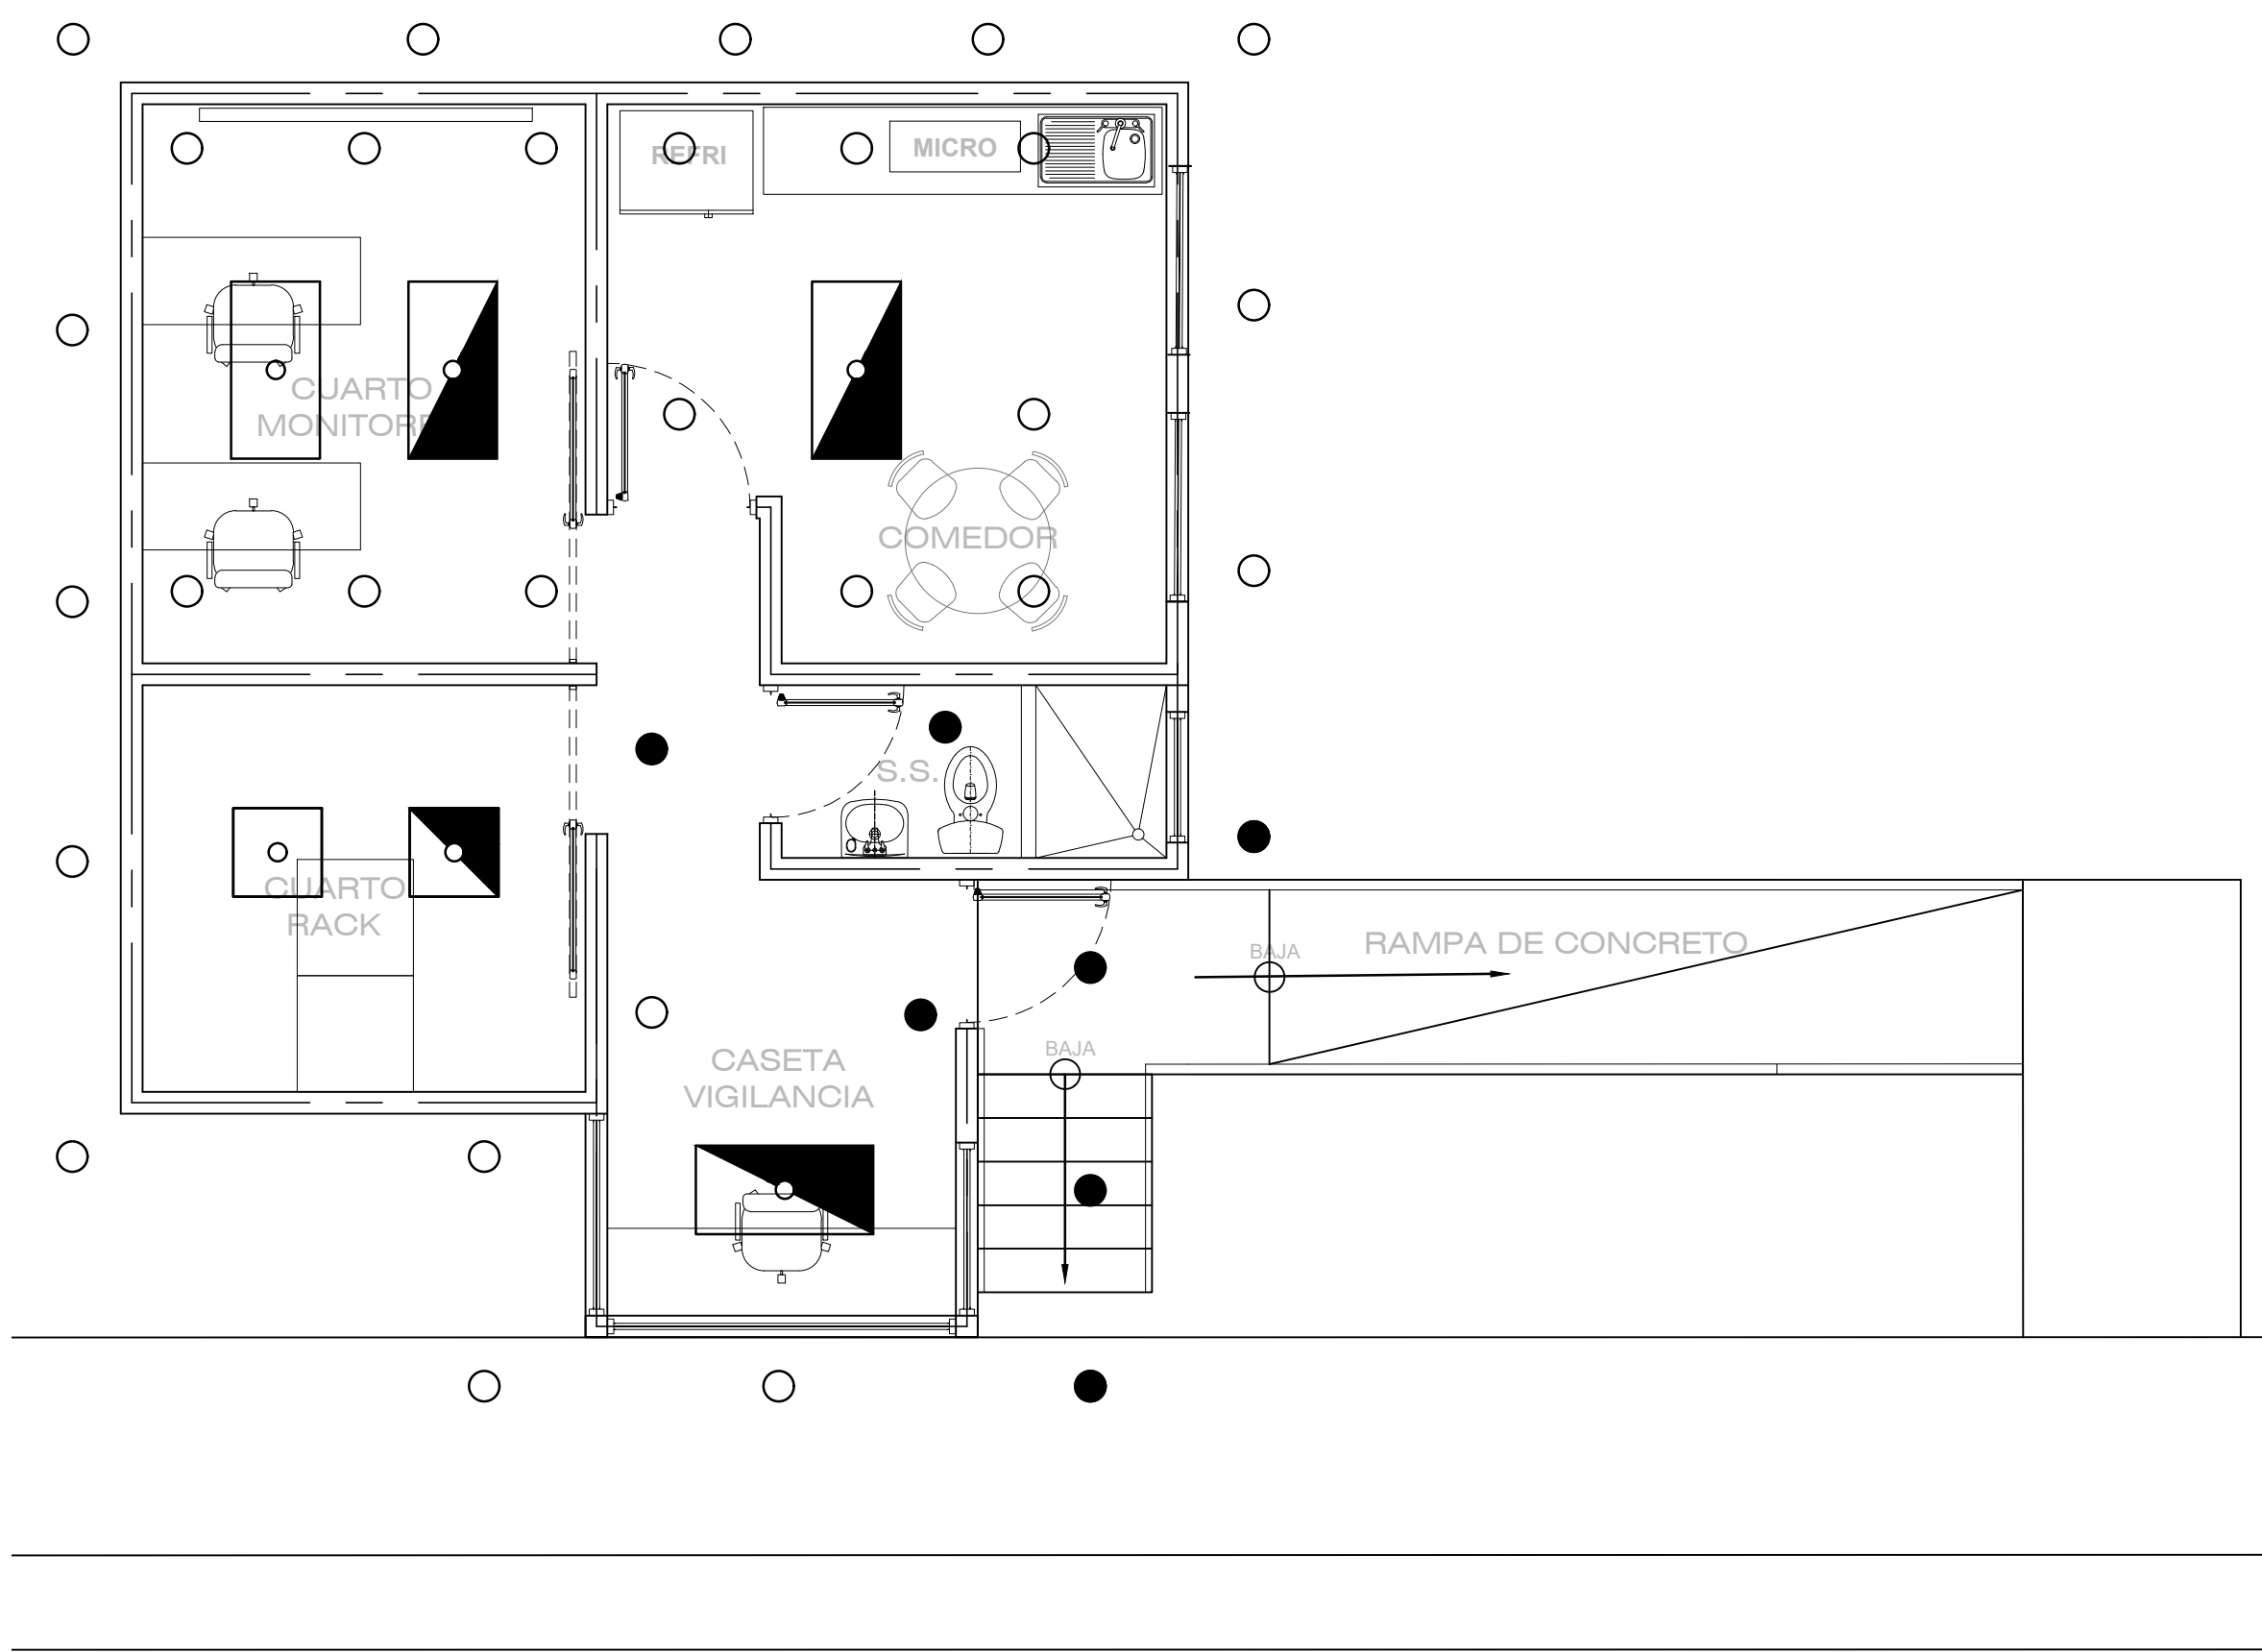 REFRI
MICRO
CUARTO
MONITORE
COMEDOR
S.S.
CUARTO
RACK
BAJA
RAMPA DE CONCRETO
BAJA
CASETA
VIGILANCIA